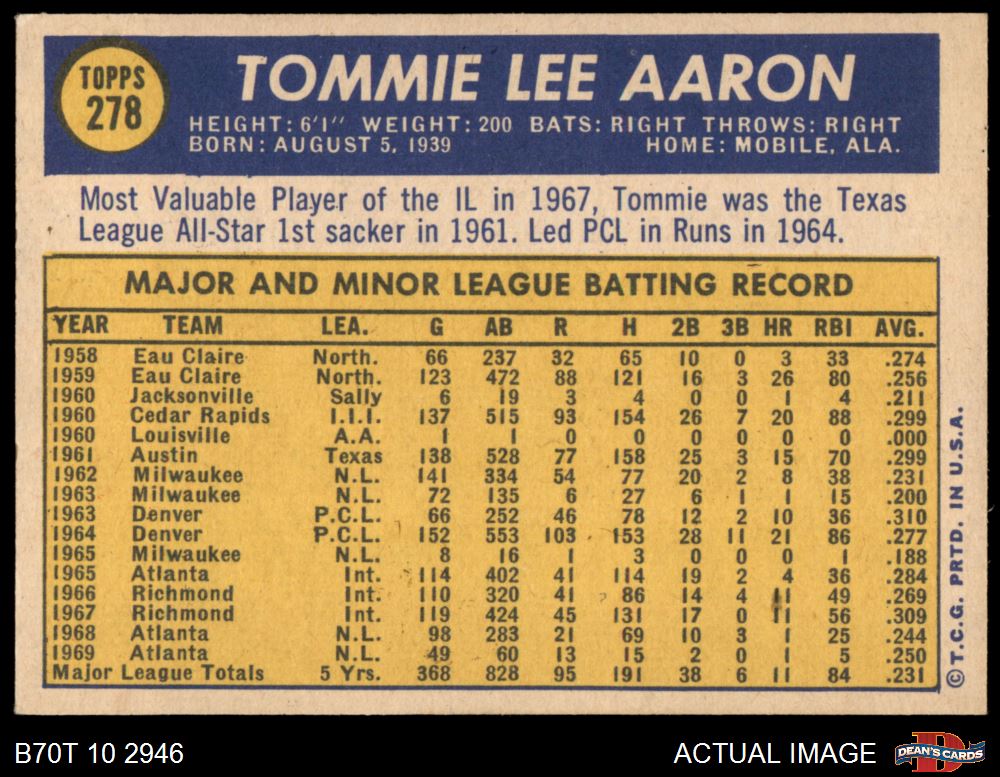 TOPPS
278
TOMMIE LEE AARON
HEIGHT: 6'1" WEIGHT: 200 BATS: RIGHT THROWS: RIGHT
BORN: AUGUST 5, 1939 HOME: MOBILE, ALA.
Most Valuable Player of the IL in 1967, Tommie was the Texas
League All-Star 1st sacker in 1961. Led PCL in Runs in 1964.
MAJOR AND MINOR LEAGUE BATTING RECORD
YEAR TEAM LEA. G AB R H 2B 3B HR RBI AVG.
1958 Eau Claire North. 66 237 32 65 10 0 3 33 .274
1959 Eau Claire North. 123 472 88 121 16 3 26 80 .256
1960 Jacksonville Sally 6 19 3 4 0 0 1 4 .211
1960 Cedar Rapids I.I.I. 137 515 93 154 26 7 20 88 .299
1960 Louisville A.A. 1 1 0 0 0 0 0 0 .000
1961 Austin Texas 138 528 77 158 25 3 15 70 .299
1962 Milwaukee N.L. 141 334 54 77 20 2 8 38 .231
1963 Milwaukee N.L. 72 135 6 27 6 1 1 15 .200
1963 Denver P.C.L. 66 252 46 78 12 2 10 36 .310
1964 Denver P.C.L. 152 553 103 153 28 11 21 86 .277
1965 Milwaukee N.L. 8 16 1 3 0 0 0 1 .188
1965 Atlanta Int. 114 402 41 114 19 2 4 36 .284
1966 Richmond Int. 110 320 41 86 14 4 11 49 .269
1967 Richmond Int. 119 424 45 131 17 0 11 56 .309
1968 Atlanta N.L. 98 283 21 69 10 3 1 25 .244
1969 Atlanta N.L. 49 60 13 15 2 0 1 5 .250
Major League Totals 5 Yrs. 368 828 95 191 38 6 11 84 .231
©T.C.G. PRTD. IN U.S.A.
B70T 10 2946
ACTUAL IMAGE
DEAN'S CARDS